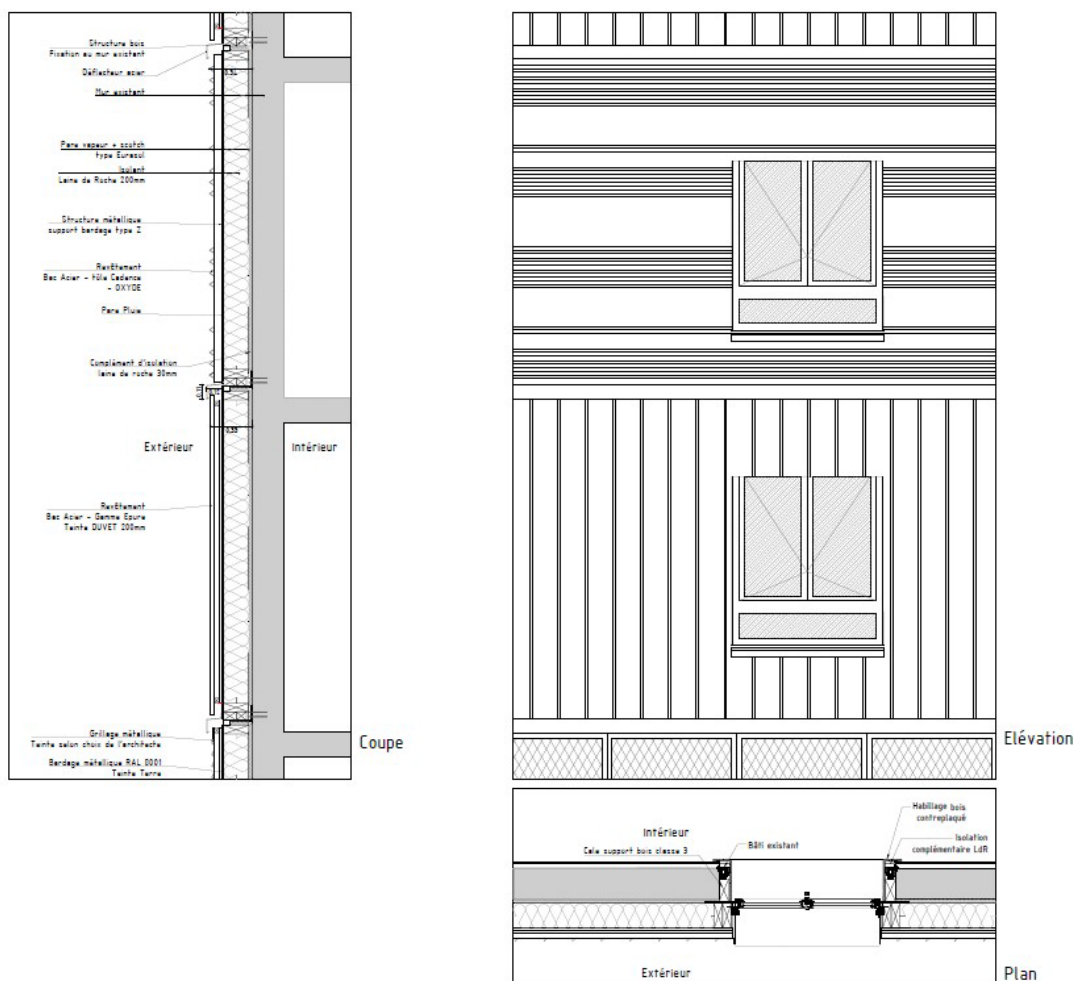 Structure bois
Fixation au mur existant
Déflecteur acier
0,34
Mur existant
Pare vapeur + scotch
type Eurasol
Isolant
Laine de Roche 200mm
Structure métallique
support bardage type Z
Revêtement
Bac Acier - tôle Cadence
- OXYDE
Pare Pluie
Complément d'isolation
laine de roche 30mm
Extérieur
Intérieur
Revêtement
Bac Acier - Gamme Epure
Teinte DUVET 200mm
Grillage métallique
Teinte selon choix de l'architecte
Bardage métallique RAL 0001
Teinte Terre
Coupe
Elévation
Habillage bois
contreplaqué
Intérieur
Cale support bois classe 3
Bâti existant
Isolation
complémentaire LdR
Extérieur
Plan